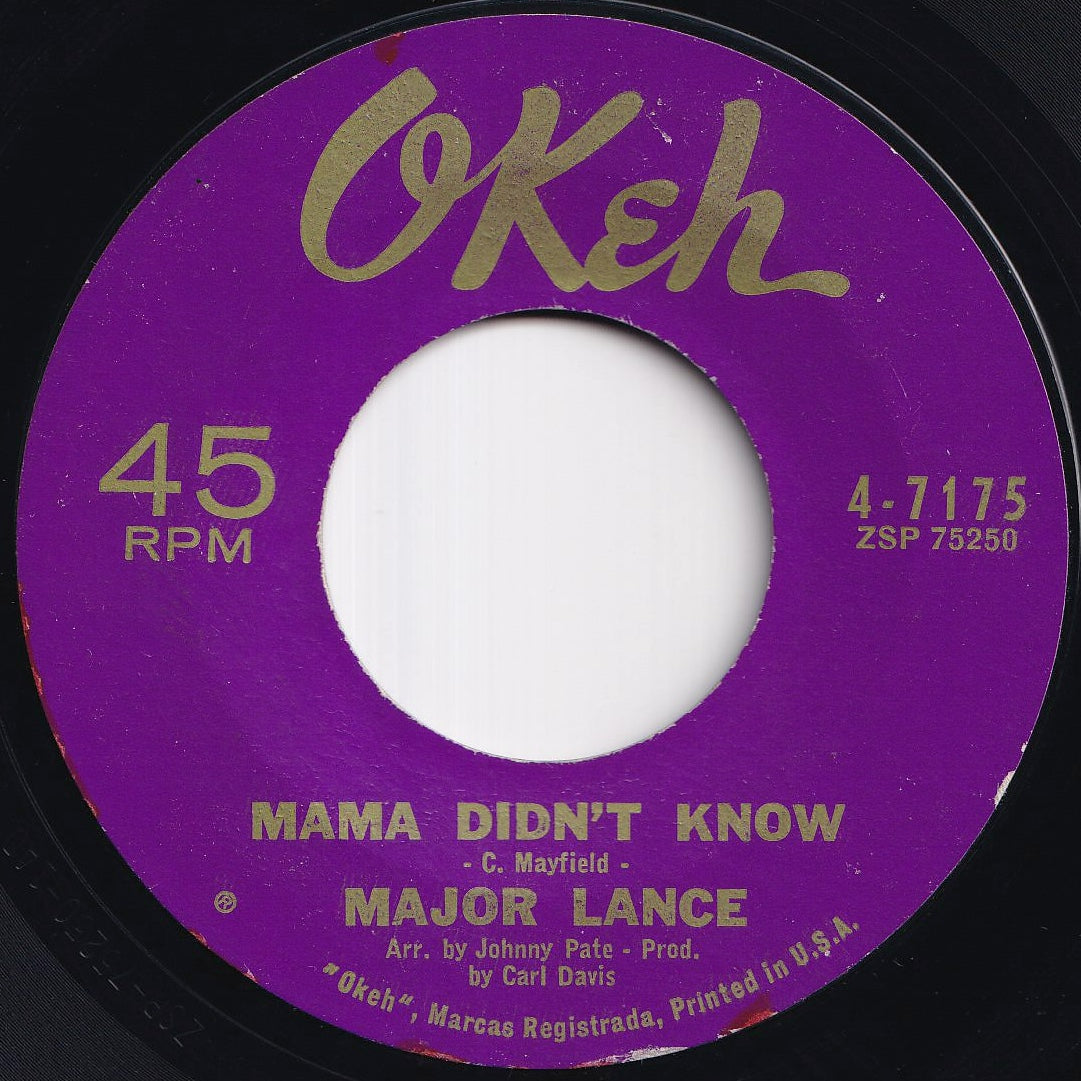 OKeh
45
RPM
4-7175
ZSP 75250
MAMA DIDN'T KNOW
- C. Mayfield -
MAJOR LANCE
®
Arr. by Johnny Pate - Prod.
by Carl Davis
"Okeh", Marcas Registrada, Printed in U.S.A.